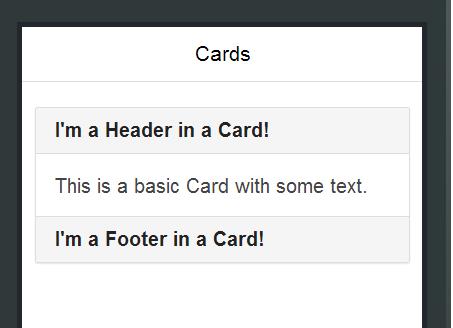 Cards
I'm a Header in a Card!
This is a basic Card with some text.
I'm a Footer in a Card!